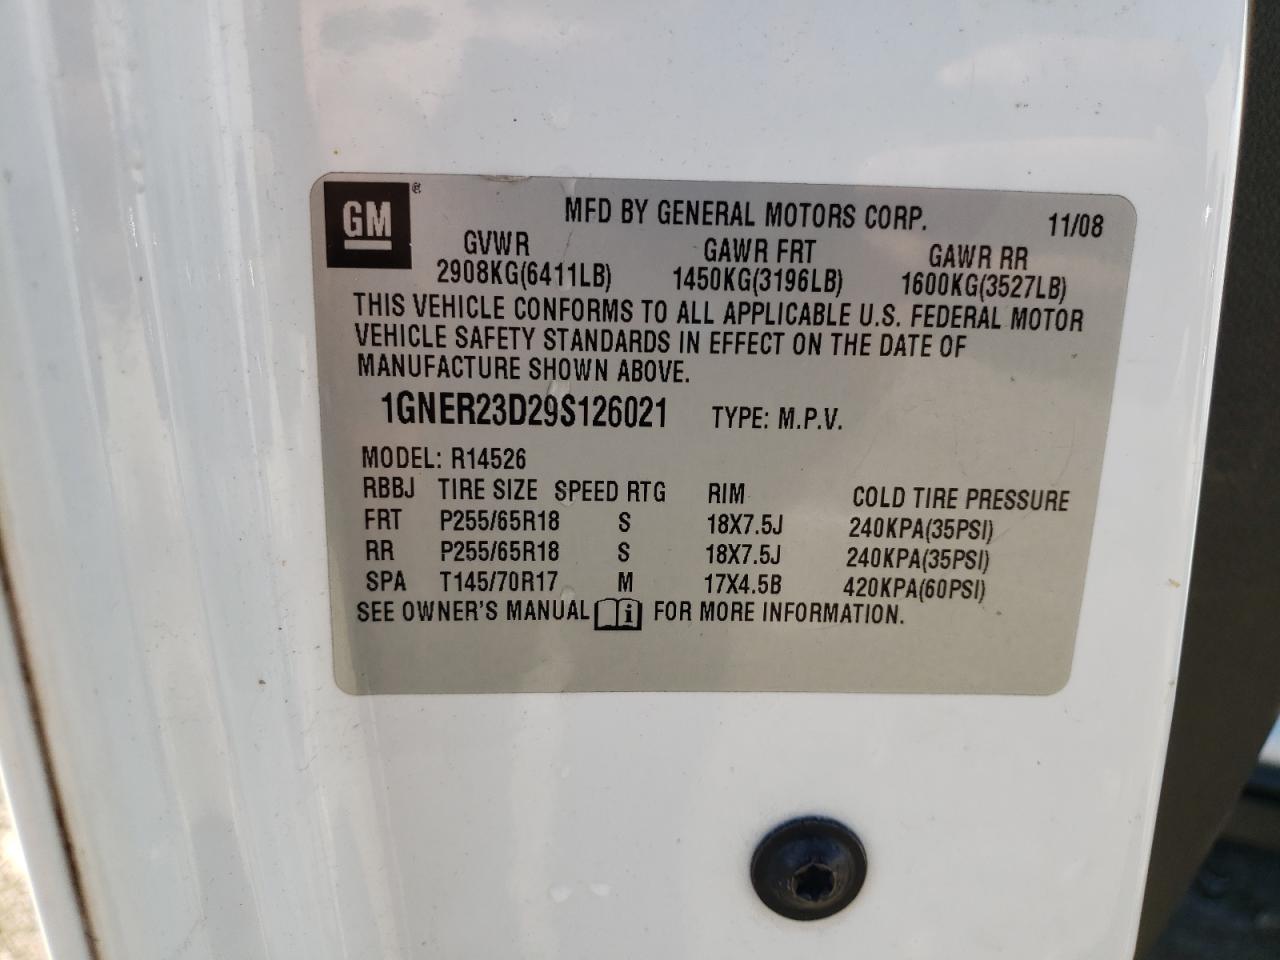 GM ®
MFD BY GENERAL MOTORS CORP. 11/08
GVWR GAWR FRT GAWR RR
2908KG(6411LB) 1450KG(3196LB) 1600KG(3527LB)
THIS VEHICLE CONFORMS TO ALL APPLICABLE U.S. FEDERAL MOTOR
VEHICLE SAFETY STANDARDS IN EFFECT ON THE DATE OF
MANUFACTURE SHOWN ABOVE.
1GNER23D29S126021 TYPE: M.P.V.
MODEL: R14526
RBBJ TIRE SIZE SPEED RTG RIM COLD TIRE PRESSURE
FRT P255/65R18 S 18X7.5J 240KPA(35PSI)
RR P255/65R18 S 18X7.5J 240KPA(35PSI)
SPA T145/70R17 M 17X4.5B 420KPA(60PSI)
SEE OWNER'S MANUAL i FOR MORE INFORMATION.